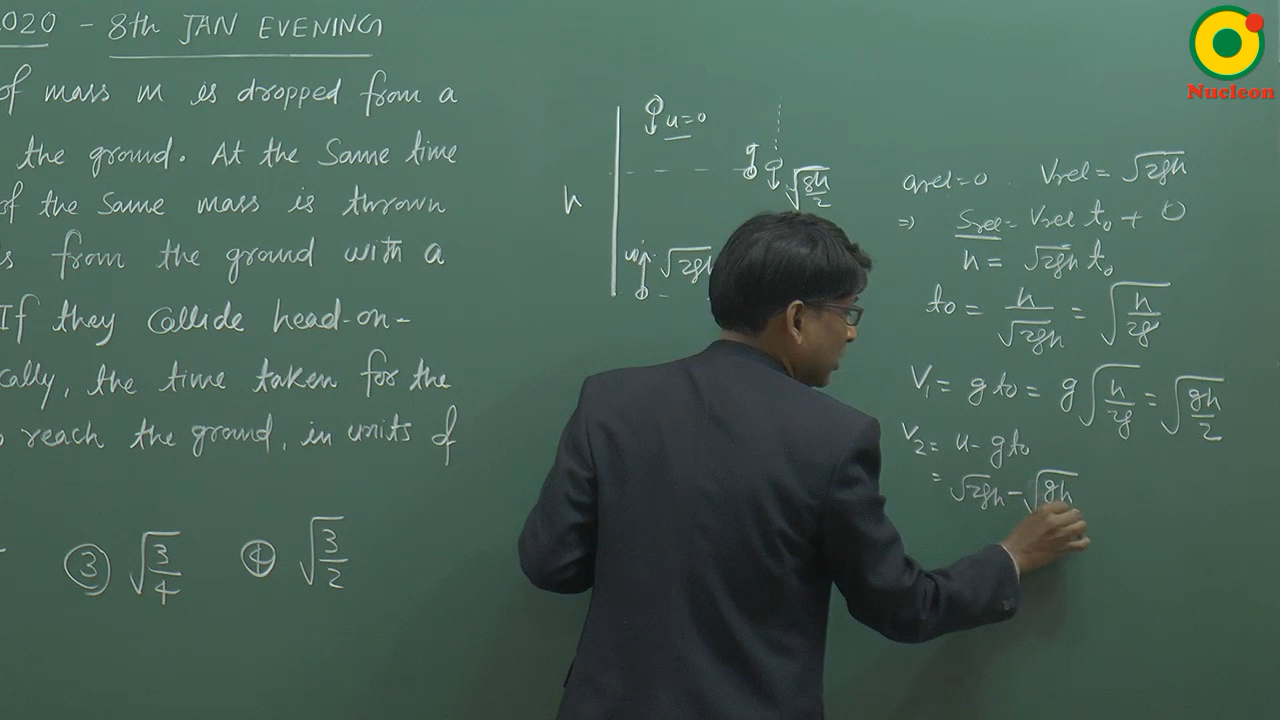 2020 - 8th JAN EVENING
of mass m is dropped from a
the ground. At the Same time
of the Same mass is thrown
s from the ground with a
If they Collide head-on-
cally, the time taken for the
o reach the ground, in units of
③ √3/4 ④ √3/2
u=0
√gh/2
h
√2gh
arel=0 Vrel = √2gh
⇒ Srel = Vrel t₀ + 0
h = √2gh t₀
t₀ = h/√2gh = √h/2g
V₁ = g t₀ = g √h/2g = √gh/2
V₂ = u - g t₀
= √2gh - √gh
Nucleon